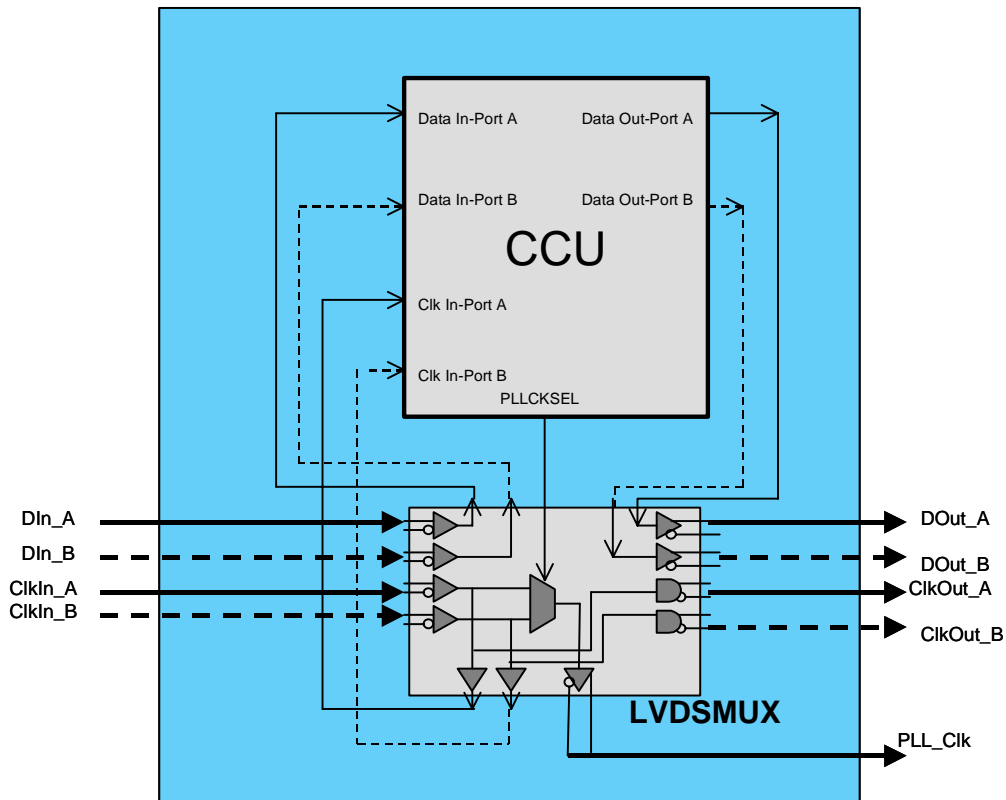 Data In-Port A
Data Out-Port A
Data In-Port B
Data Out-Port B
CCU
Clk In-Port A
Clk In-Port B
PLLCKSEL
DIn_A
DOut_A
DIn_B
DOut_B
ClkIn_A
ClkOut_A
ClkIn_B
ClkOut_B
LVDSMUX
PLL_Clk